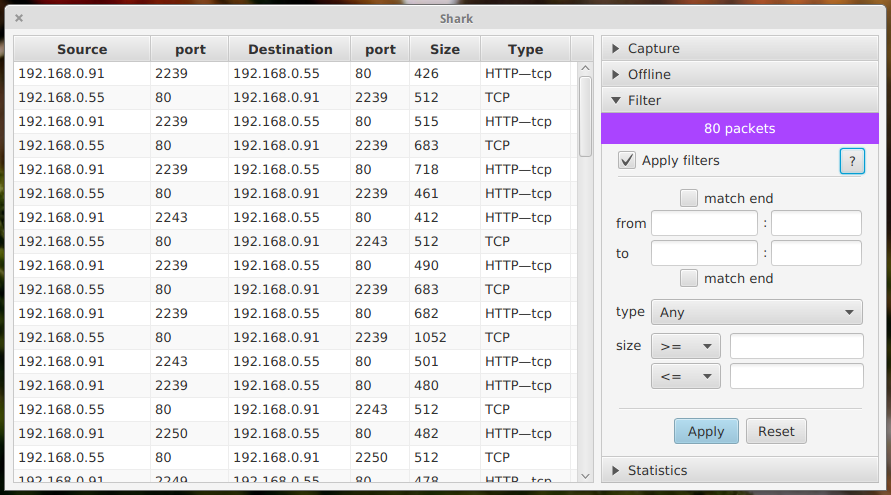 Shark
Source port Destination port Size Type
192.168.0.91 2239 192.168.0.55 80 426 HTTP—tcp
192.168.0.55 80 192.168.0.91 2239 512 TCP
192.168.0.91 2239 192.168.0.55 80 515 HTTP—tcp
192.168.0.55 80 192.168.0.91 2239 683 TCP
192.168.0.91 2239 192.168.0.55 80 718 HTTP—tcp
192.168.0.55 80 192.168.0.91 2239 461 TCP
192.168.0.91 2243 192.168.0.55 80 412 HTTP—tcp
192.168.0.55 80 192.168.0.91 2243 512 TCP
192.168.0.91 2239 192.168.0.55 80 490 HTTP—tcp
192.168.0.55 80 192.168.0.91 2239 683 TCP
192.168.0.91 2239 192.168.0.55 80 682 HTTP—tcp
192.168.0.55 80 192.168.0.91 2239 1052 TCP
192.168.0.91 2243 192.168.0.55 80 501 HTTP—tcp
192.168.0.91 2239 192.168.0.55 80 480 HTTP—tcp
192.168.0.55 80 192.168.0.91 2243 512 TCP
192.168.0.91 2250 192.168.0.55 80 482 HTTP—tcp
192.168.0.55 80 192.168.0.91 2250 512 TCP
192.168.0.91 2249 192.168.0.55 80 478 HTTP—tcp
Capture
Offline
Filter
80 packets
Apply filters ?
match end
from :
to :
match end
type Any
size >=
<=
Apply Reset
Statistics